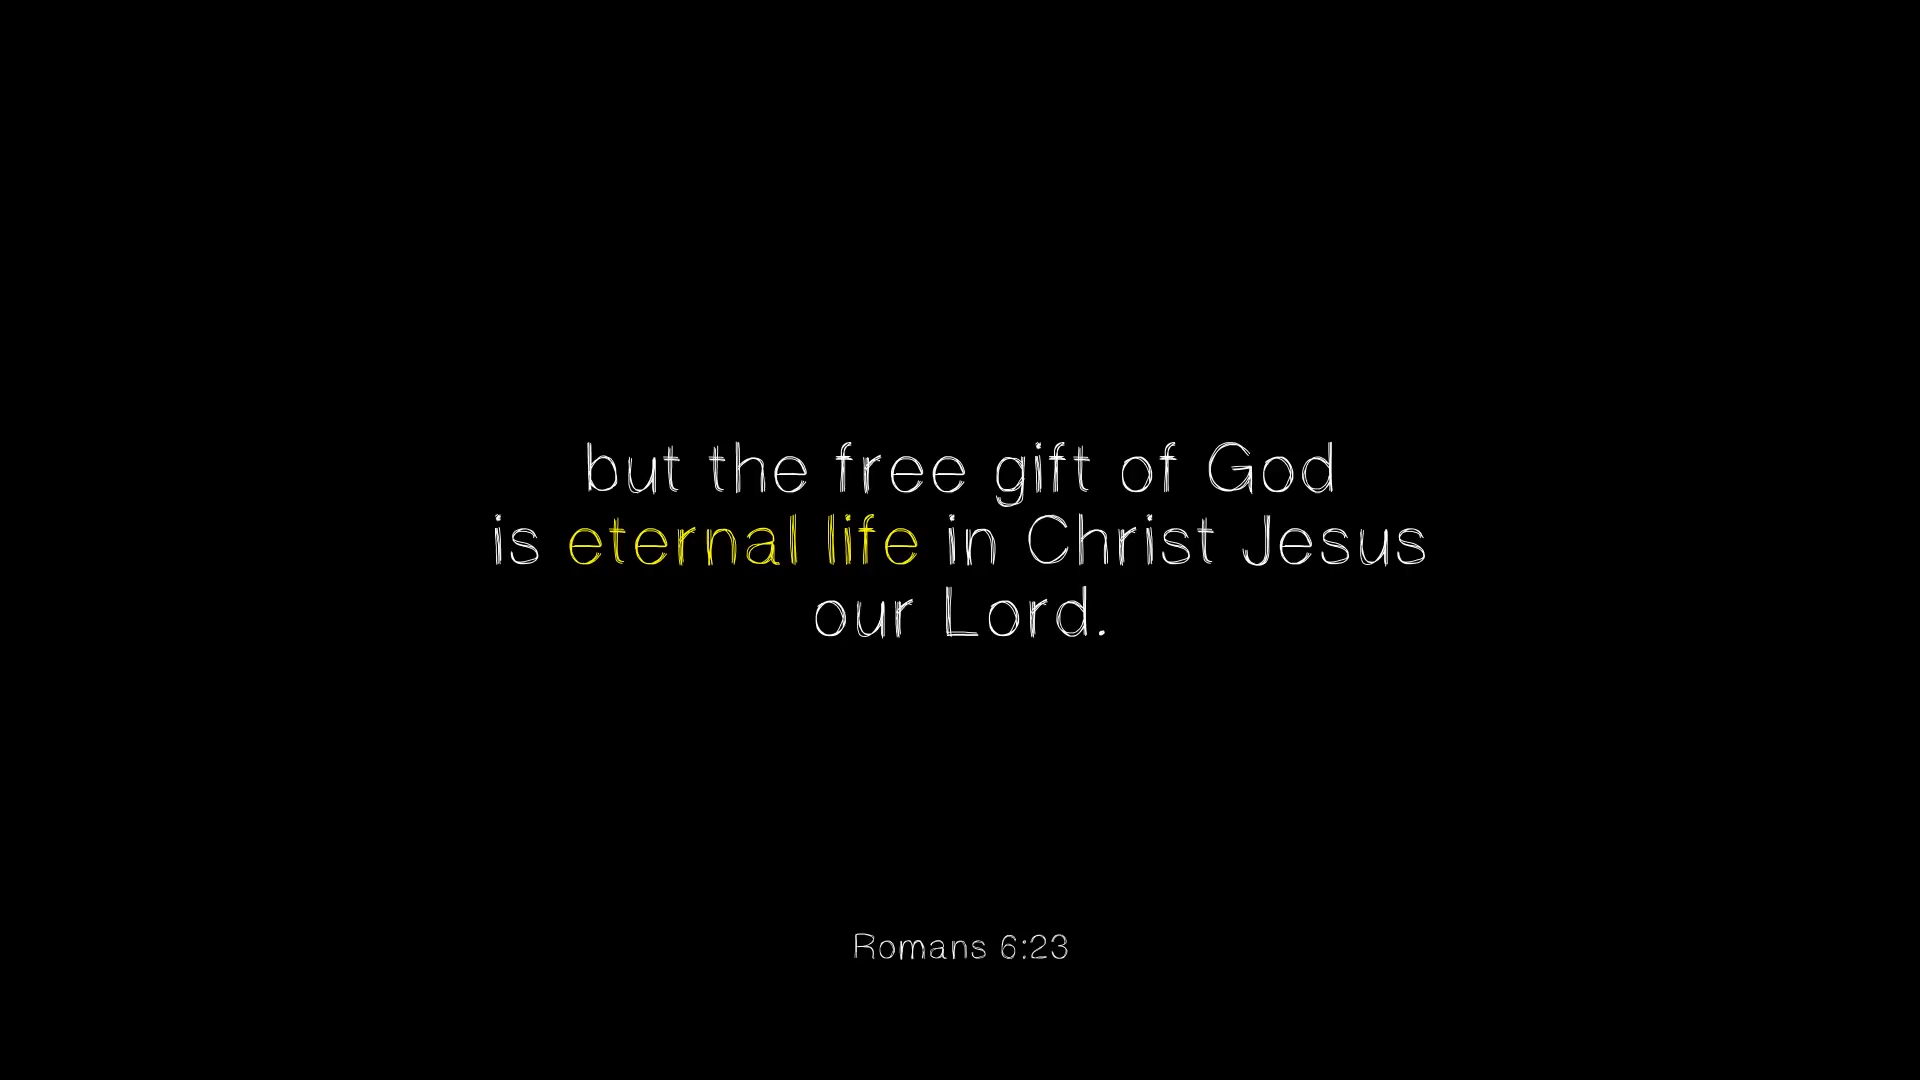 but the free gift of God
is eternal life in Christ Jesus
our Lord.
Romans 6:23